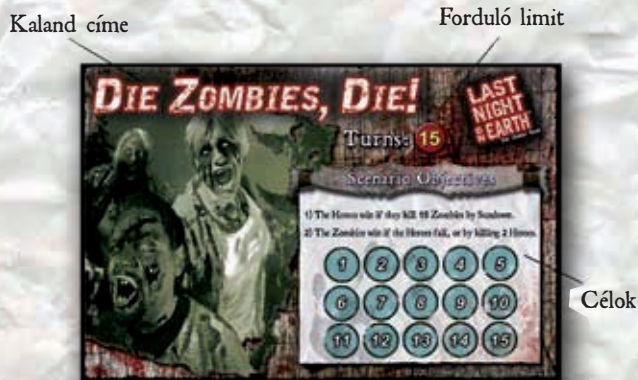 Kaland címe
Forduló limit
DIE ZOMBIES, DIE!
LAST
NIGHT
ON EARTH
Turns: 15
Scenario Objectives
1) The Heroes win if they kill 15 Zombies by Sundown.
2) The Zombies win if the Heroes fail, or by killing 2 Heroes.
1 2 3 4 5
6 7 8 9 10
11 12 13 14 15
Célok